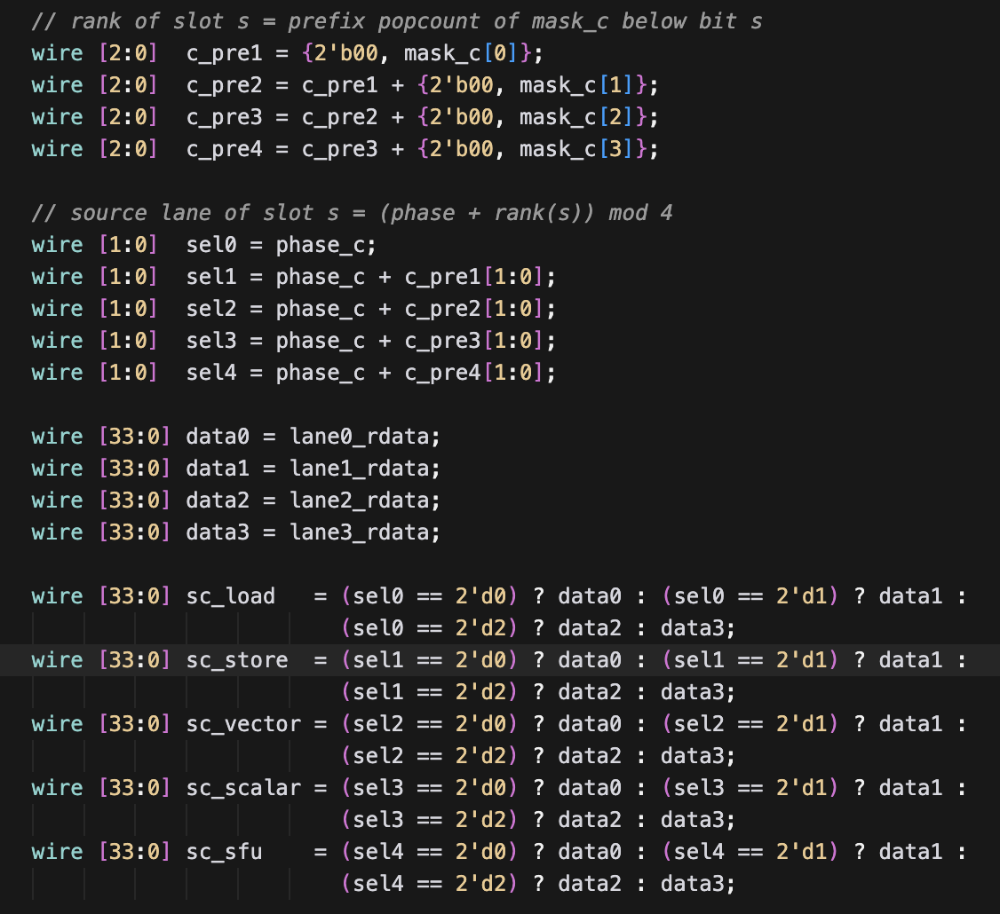 // rank of slot s = prefix popcount of mask_c below bit s
wire [2:0]  c_pre1 = {2'b00, mask_c[0]};
wire [2:0]  c_pre2 = c_pre1 + {2'b00, mask_c[1]};
wire [2:0]  c_pre3 = c_pre2 + {2'b00, mask_c[2]};
wire [2:0]  c_pre4 = c_pre3 + {2'b00, mask_c[3]};

// source lane of slot s = (phase + rank(s)) mod 4
wire [1:0]  sel0 = phase_c;
wire [1:0]  sel1 = phase_c + c_pre1[1:0];
wire [1:0]  sel2 = phase_c + c_pre2[1:0];
wire [1:0]  sel3 = phase_c + c_pre3[1:0];
wire [1:0]  sel4 = phase_c + c_pre4[1:0];

wire [33:0] data0 = lane0_rdata;
wire [33:0] data1 = lane1_rdata;
wire [33:0] data2 = lane2_rdata;
wire [33:0] data3 = lane3_rdata;

wire [33:0] sc_load   = (sel0 == 2'd0) ? data0 : (sel0 == 2'd1) ? data1 :
                        (sel0 == 2'd2) ? data2 : data3;
wire [33:0] sc_store  = (sel1 == 2'd0) ? data0 : (sel1 == 2'd1) ? data1 :
                        (sel1 == 2'd2) ? data2 : data3;
wire [33:0] sc_vector = (sel2 == 2'd0) ? data0 : (sel2 == 2'd1) ? data1 :
                        (sel2 == 2'd2) ? data2 : data3;
wire [33:0] sc_scalar = (sel3 == 2'd0) ? data0 : (sel3 == 2'd1) ? data1 :
                        (sel3 == 2'd2) ? data2 : data3;
wire [33:0] sc_sfu    = (sel4 == 2'd0) ? data0 : (sel4 == 2'd1) ? data1 :
                        (sel4 == 2'd2) ? data2 : data3;